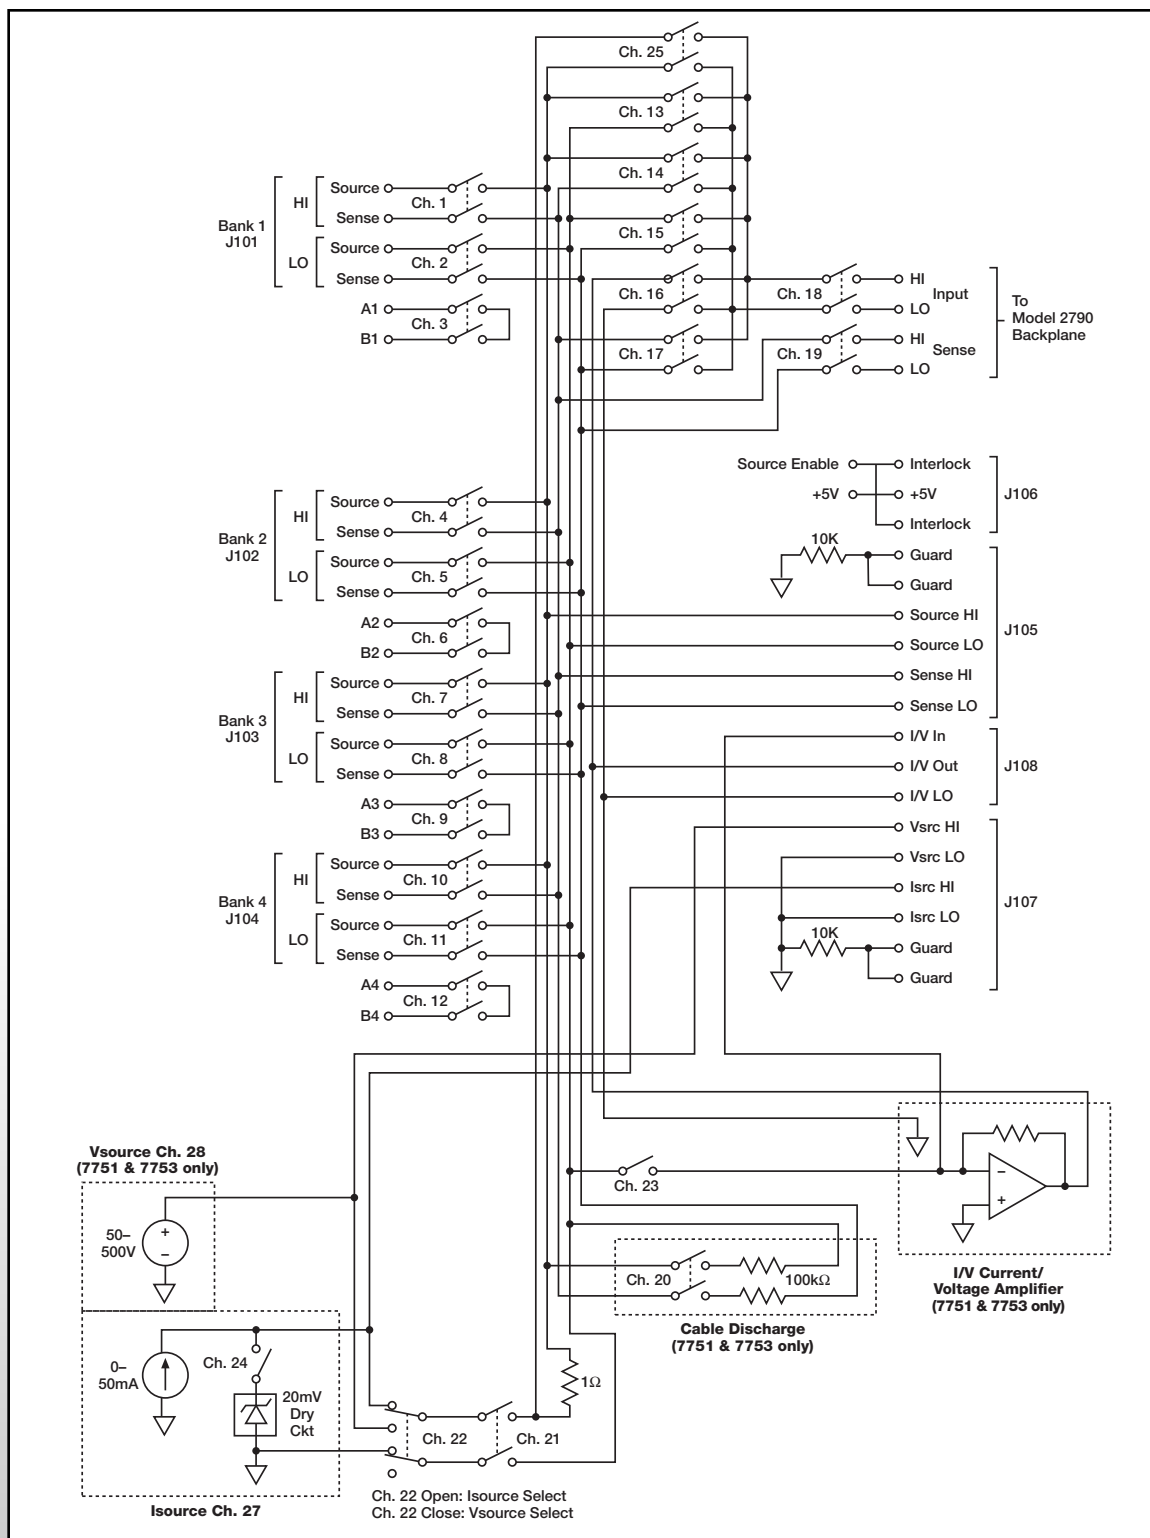 Ch. 25
Ch. 13
Ch. 14
Ch. 15
Ch. 16
Ch. 17
Ch. 18
Ch. 19
HI
Input
LO
HI
Sense
LO
To
Model 2790
Backplane
Bank 1
J101
HI
Source
Sense
Ch. 1
LO
Source
Sense
Ch. 2
A1
B1
Ch. 3
Bank 2
J102
HI
Source
Sense
Ch. 4
LO
Source
Sense
Ch. 5
A2
B2
Ch. 6
Bank 3
J103
HI
Source
Sense
Ch. 7
LO
Source
Sense
Ch. 8
A3
B3
Ch. 9
Bank 4
J104
HI
Source
Sense
Ch. 10
LO
Source
Sense
Ch. 11
A4
B4
Ch. 12
Source Enable
Interlock
+5V
+5V
Interlock
J106
10K
Guard
Guard
Source HI
Source LO
Sense HI
Sense LO
J105
I/V In
I/V Out
I/V LO
J108
Vsrc HI
Vsrc LO
Isrc HI
Isrc LO
10K
Guard
Guard
J107
Vsource Ch. 28
(7751 & 7753 only)
50–
500V
+
–
0–
50mA
Ch. 24
20mV
Dry
Ckt
Isource Ch. 27
Ch. 22
Ch. 21
1Ω
Ch. 22 Open: Isource Select
Ch. 22 Close: Vsource Select
Ch. 23
Ch. 20
100kΩ
Cable Discharge
(7751 & 7753 only)
–
+
I/V Current/
Voltage Amplifier
(7751 & 7753 only)